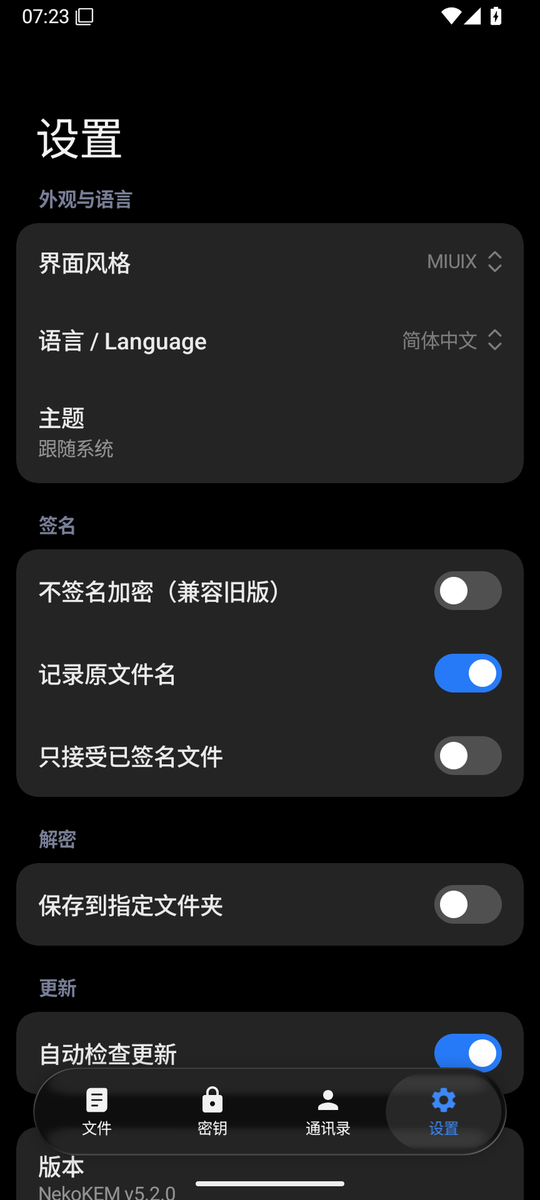 07:23
设置
外观与语言
界面风格 MIUIX
语言 / Language 简体中文
主题
跟随系统
签名
不签名加密（兼容旧版）
记录原文件名
只接受已签名文件
解密
保存到指定文件夹
更新
自动检查更新
文件 密钥 通讯录 设置
版本
NekoKEM v5.2.0